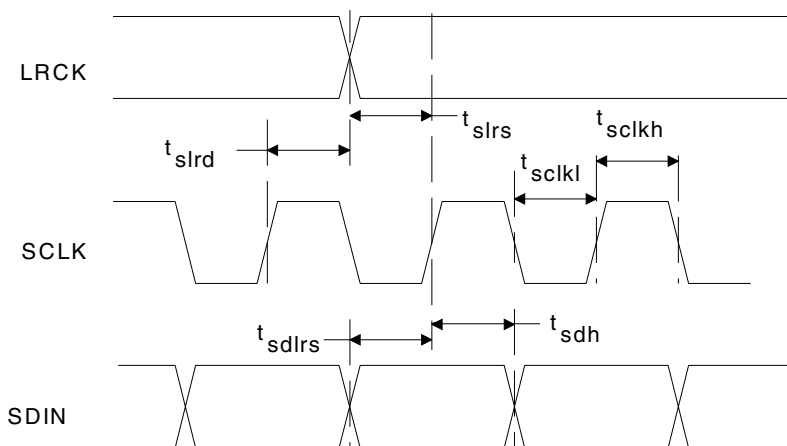 LRCK
t slrs
t sclkh
t slrd
t sclkl
SCLK
t sdlrs
t sdh
SDIN